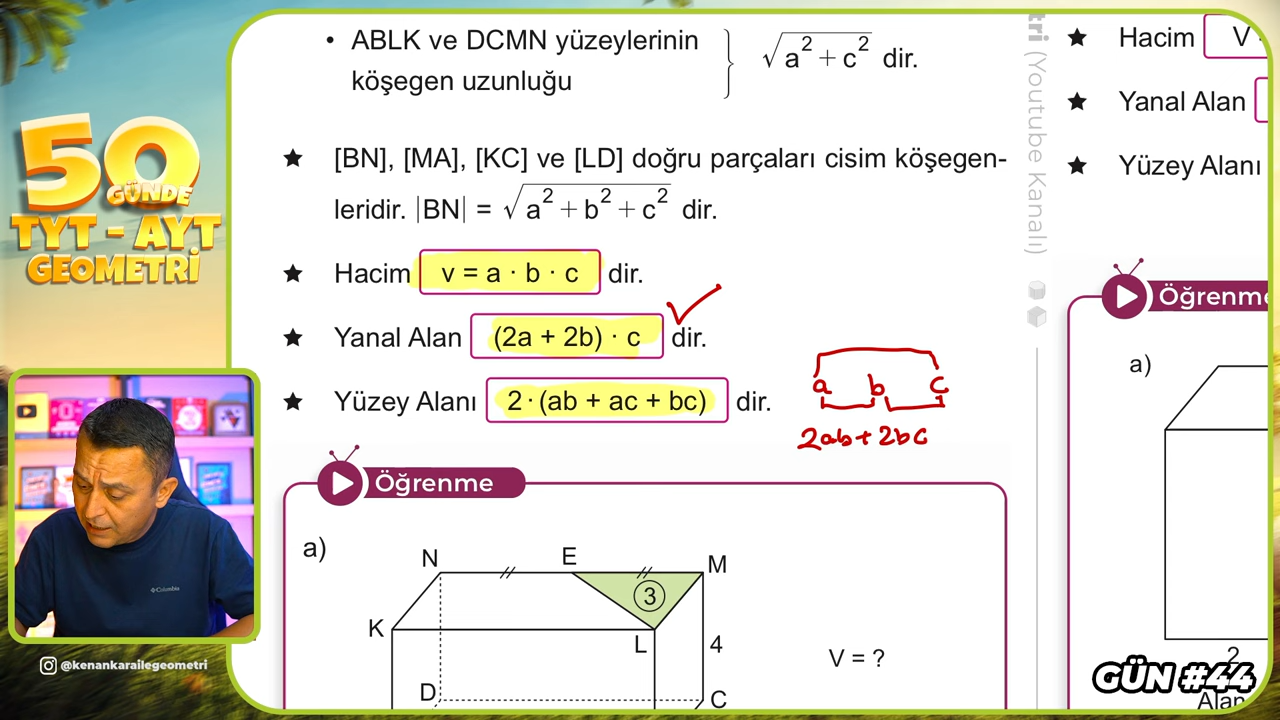 50
GÜNDE
TYT - AYT
GEOMETRİ
• ABLK ve DCMN yüzeylerinin
köşegen uzunluğu
√a² + c² dir.
★ [BN], [MA], [KC] ve [LD] doğru parçaları cisim köşegen-
leridir. |BN| = √a² + b² + c² dir.
★ Hacim v = a · b · c dir.
★ Yanal Alan (2a + 2b) · c dir.
★ Yüzey Alanı 2 · (ab + ac + bc) dir.
a b c
2ab + 2bc
Öğrenme
a)
N E M
3
K L
4
D C
V = ?
tri (Youtube Kanalı)
★ Hacim V
★ Yanal Alan
★ Yüzey Alanı
Öğrenme
a)
2
Alan
Columbia
@kenankarailegeometri
GÜN #44